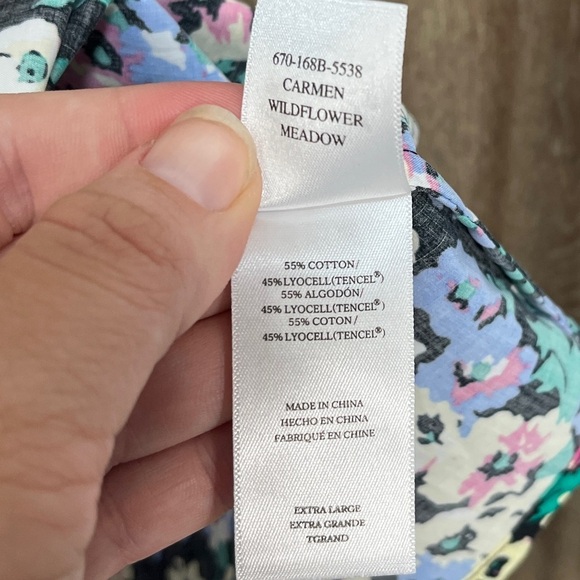 670-168B-5538
CARMEN
WILDFLOWER
MEADOW
55% COTTON/
45% LYOCELL(TENCEL®)
55% ALGODÓN/
45% LYOCELL(TENCEL®)
55% COTON/
45% LYOCELL(TENCEL®)
MADE IN CHINA
HECHO EN CHINA
FABRIQUÉ EN CHINE
EXTRA LARGE
EXTRA GRANDE
TGBAND